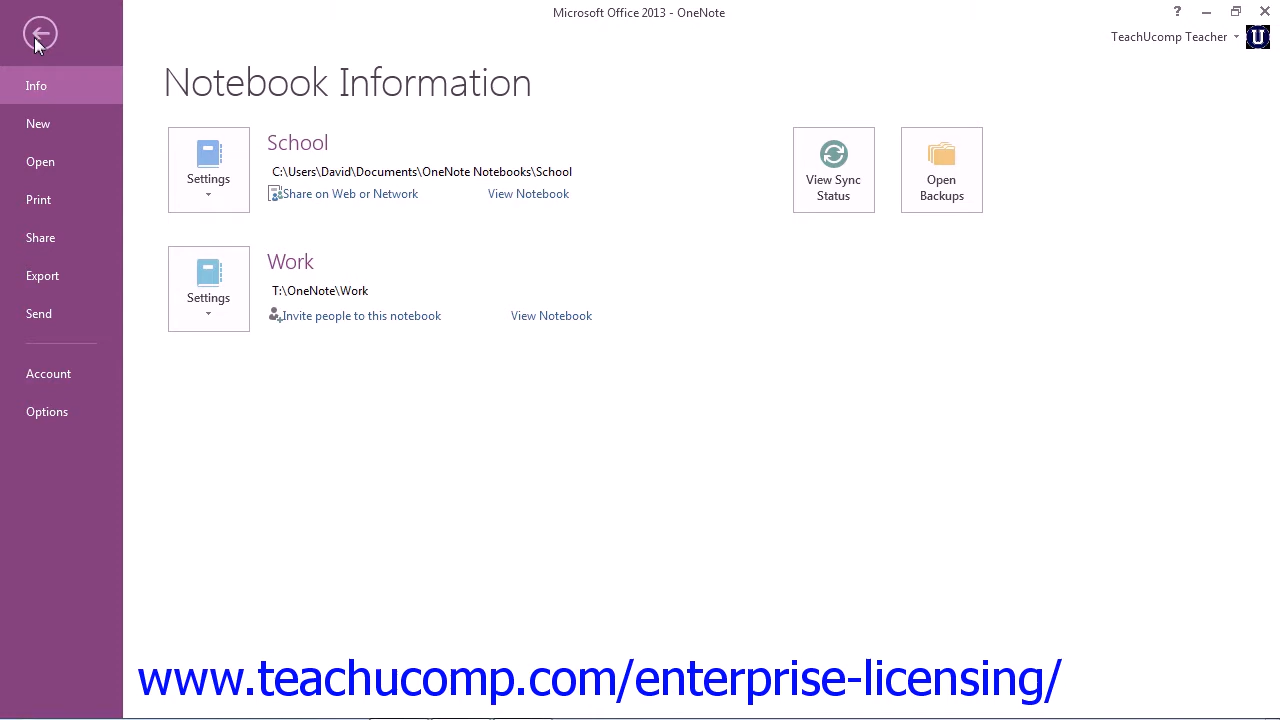 Microsoft Office 2013 - OneNote
?
TeachUcomp Teacher
U
Info
New
Open
Print
Share
Export
Send
Account
Options
Notebook Information
Settings
School
C:\Users\David\Documents\OneNote Notebooks\School
Share on Web or Network
View Notebook
View Sync
Status
Open
Backups
Settings
Work
T:\OneNote\Work
Invite people to this notebook
View Notebook
www.teachucomp.com/enterprise-licensing/